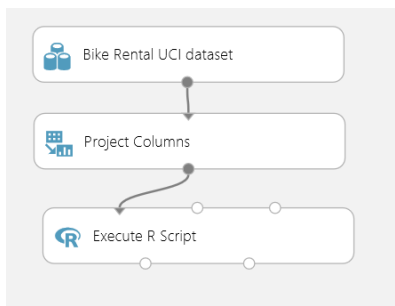 Bike Rental UCI dataset
Project Columns
R
Execute R Script